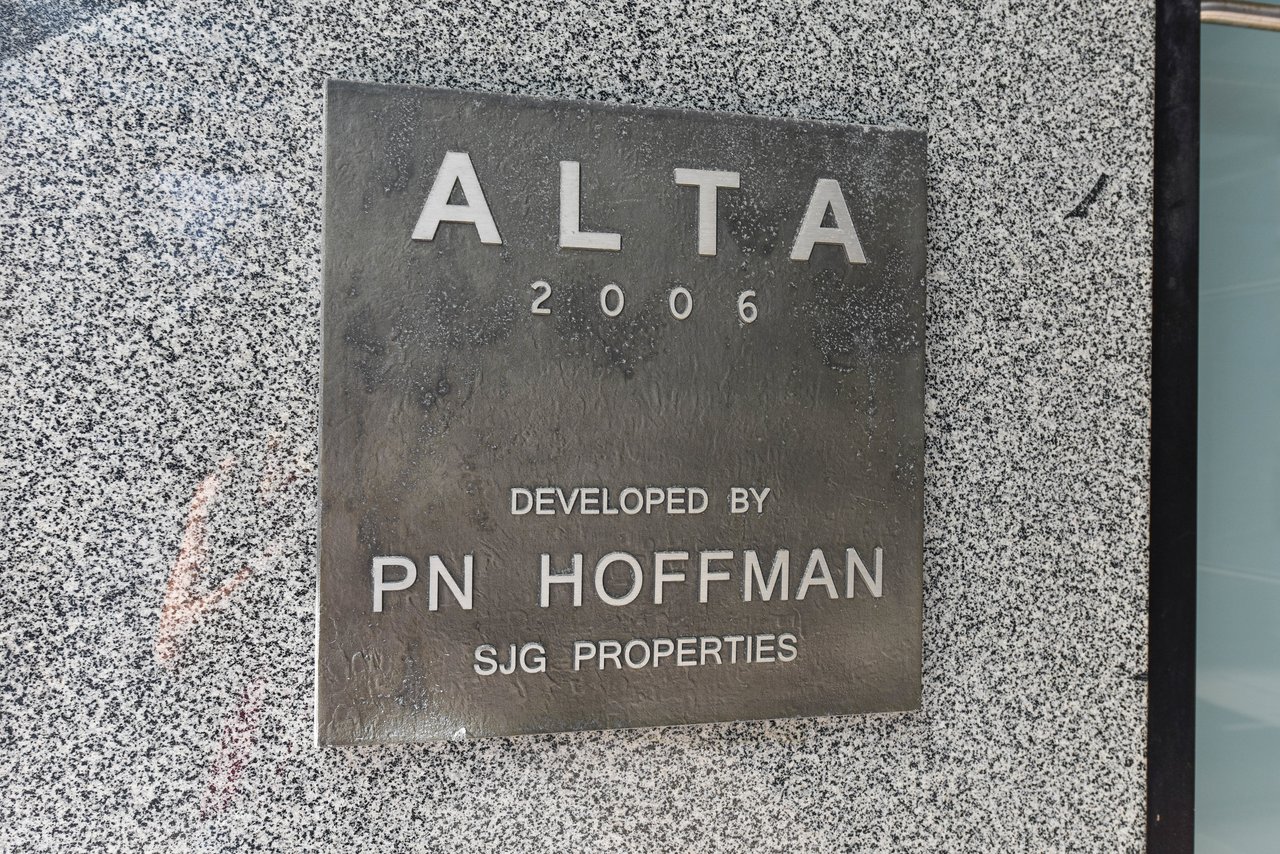 ALTA
2006
DEVELOPED BY
PN HOFFMAN
SJG PROPERTIES